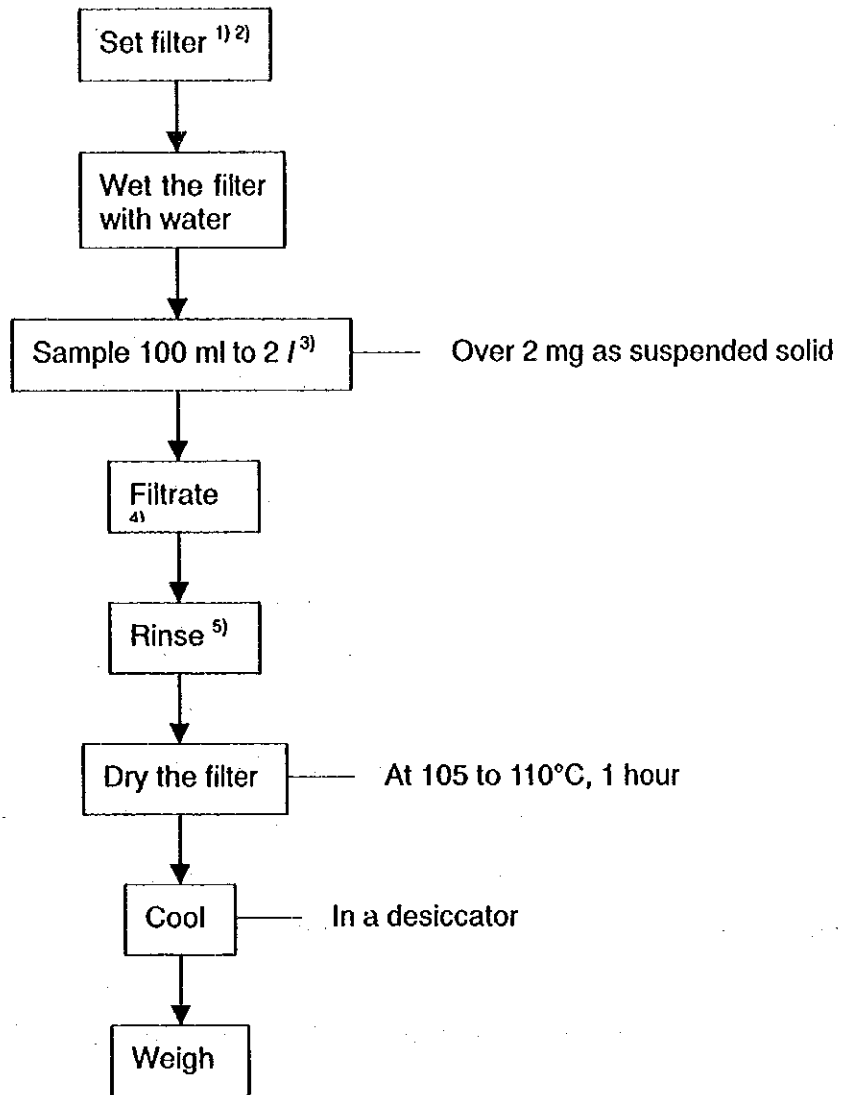 Set filter 1) 2)
Wet the filter
with water
Sample 100 ml to 2 l 3)
Over 2 mg as suspended solid
Filtrate
4)
Rinse 5)
Dry the filter
At 105 to 110°C, 1 hour
Cool
In a desiccator
Weigh